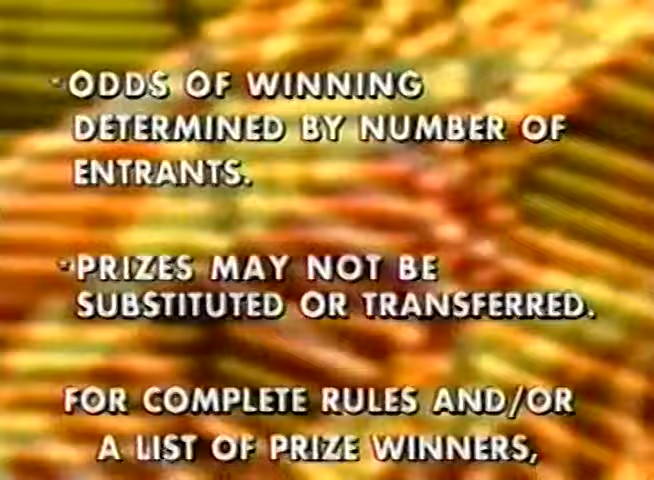 ·ODDS OF WINNING
DETERMINED BY NUMBER OF
ENTRANTS.
·PRIZES MAY NOT BE
SUBSTITUTED OR TRANSFERRED.
FOR COMPLETE RULES AND/OR
A LIST OF PRIZE WINNERS,